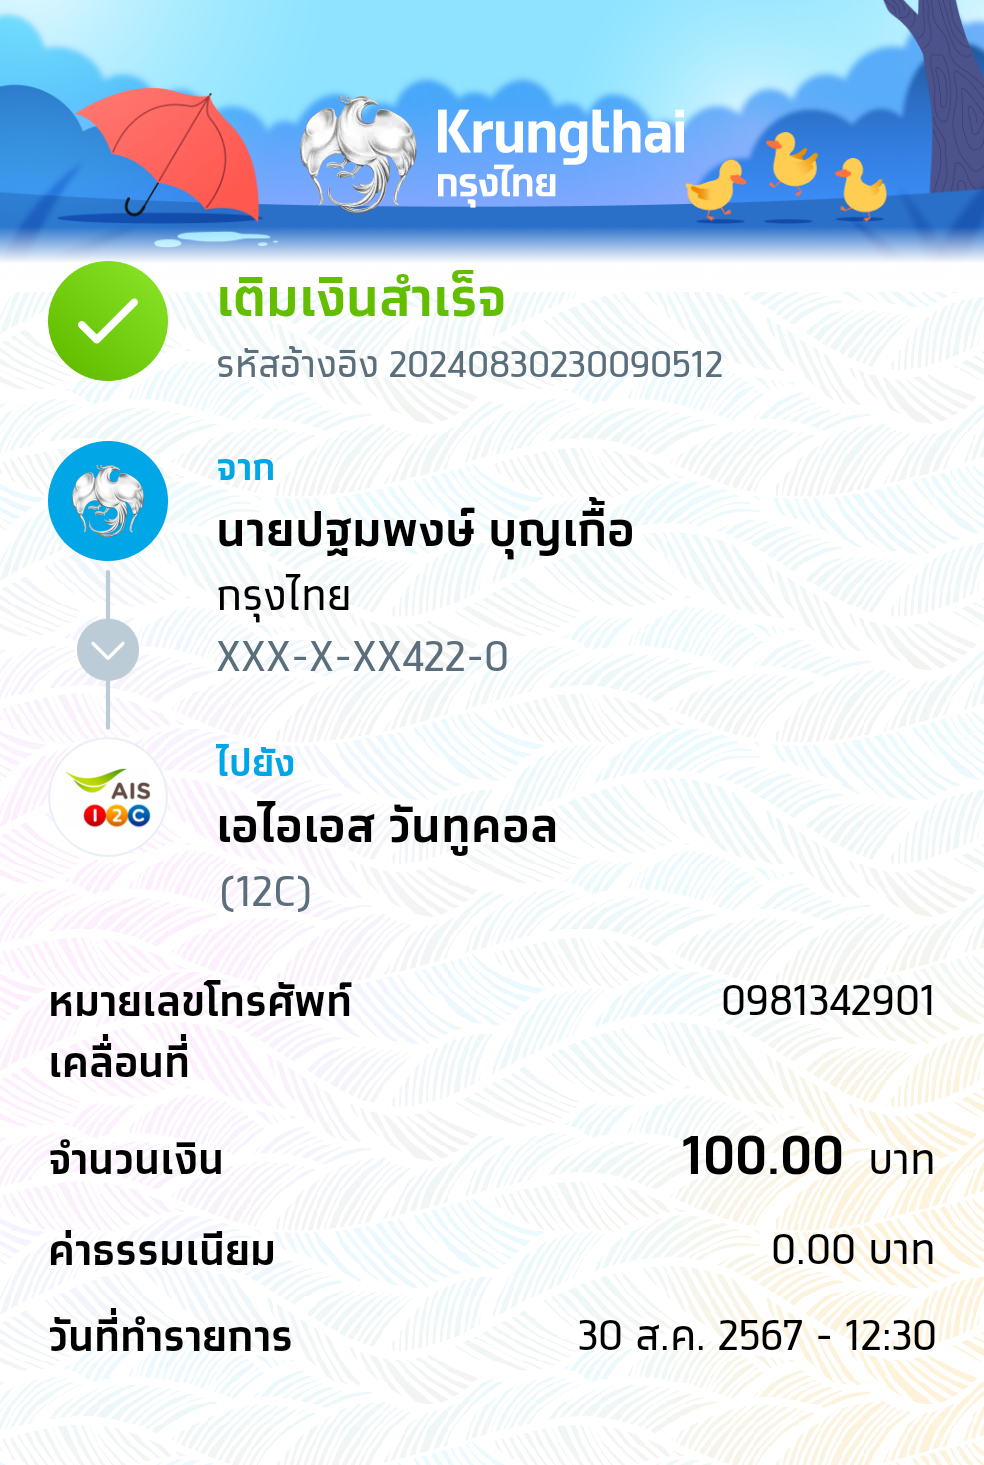 Krungthai
กรุงไทย
เติมเงินสำเร็จ
รหัสอ้างอิง 20240830230090512
จาก
นายปฐมพงษ์ บุญเกื้อ
กรุงไทย
XXX-X-XX422-0
ไปยัง
AIS
12C
เอไอเอส วันทูคอล
(12C)
หมายเลขโทรศัพท์ 0981342901
เคลื่อนที่
จำนวนเงิน 100.00 บาท
ค่าธรรมเนียม 0.00 บาท
วันที่ทำรายการ 30 ส.ค. 2567 - 12:30